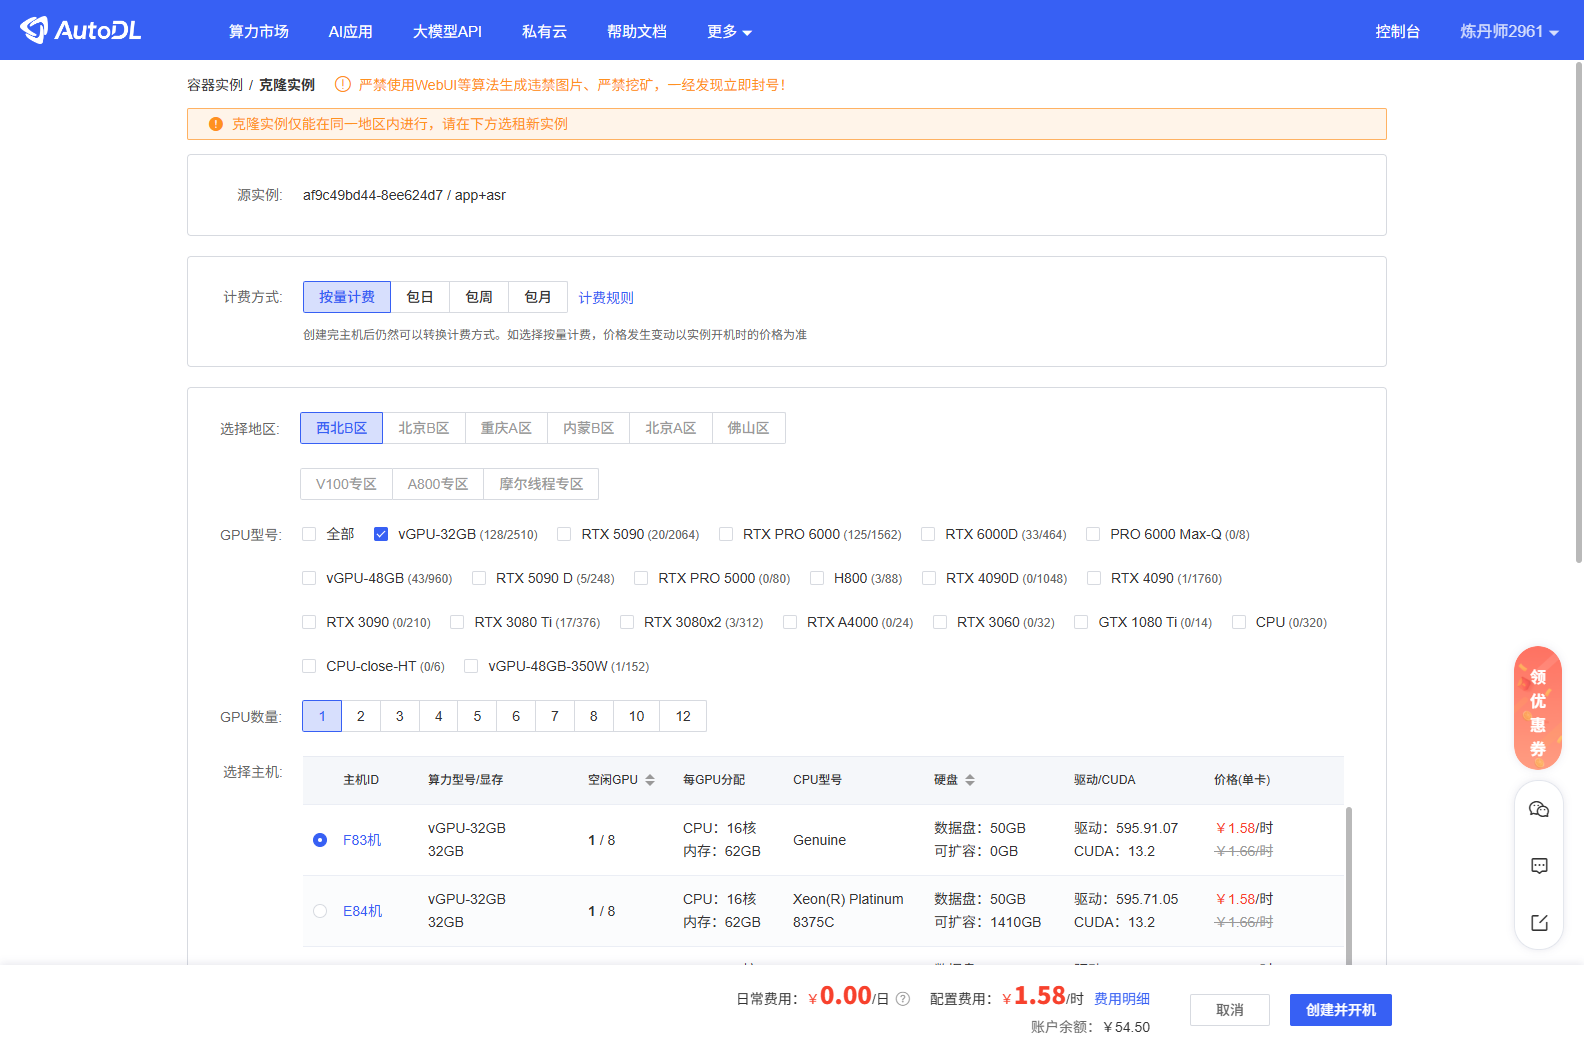 AutoDL 算力市场 AI应用 大模型API 私有云 帮助文档 更多 控制台 炼丹师2961
容器实例 / 克隆实例 严禁使用WebUI等算法生成违禁图片、严禁挖矿，一经发现立即封号！
克隆实例仅能在同一地区内进行，请在下方选租新实例
源实例: af9c49bd44-8ee624d7 / app+asr
计费方式: 按量计费 包日 包周 包月 计费规则
创建完主机后仍然可以转换计费方式。如选择按量计费，价格发生变动以实例开机时的价格为准
选择地区: 西北B区 北京B区 重庆A区 内蒙B区 北京A区 佛山区
V100专区 A800专区 摩尔线程专区
GPU型号: 全部 vGPU-32GB (128/2510) RTX 5090 (20/2064) RTX PRO 6000 (125/1562) RTX 6000D (33/464) PRO 6000 Max-Q (0/8)
vGPU-48GB (43/960) RTX 5090 D (5/248) RTX PRO 5000 (0/80) H800 (3/88) RTX 4090D (0/1048) RTX 4090 (1/1760)
RTX 3090 (0/210) RTX 3080 Ti (17/376) RTX 3080x2 (3/312) RTX A4000 (0/24) RTX 3060 (0/32) GTX 1080 Ti (0/14) CPU (0/320)
CPU-close-HT (0/6) vGPU-48GB-350W (1/152)
GPU数量: 1 2 3 4 5 6 7 8 10 12
选择主机: 主机ID 算力型号/显存 空闲GPU 每GPU分配 CPU型号 硬盘 驱动/CUDA 价格(单卡)
F83机 vGPU-32GB 1 / 8 CPU：16核 Genuine 数据盘：50GB 驱动：595.91.07 ￥1.58/时
32GB 内存：62GB 可扩容：0GB CUDA：13.2 ￥1.66/时
E84机 vGPU-32GB 1 / 8 CPU：16核 Xeon(R) Platinum 数据盘：50GB 驱动：595.71.05 ￥1.58/时
32GB 内存：62GB 8375C 可扩容：1410GB CUDA：13.2 ￥1.66/时
领
优
惠
券
日常费用：￥0.00/日 配置费用：￥1.58/时 费用明细 取消 创建并开机
账户余额：￥54.50